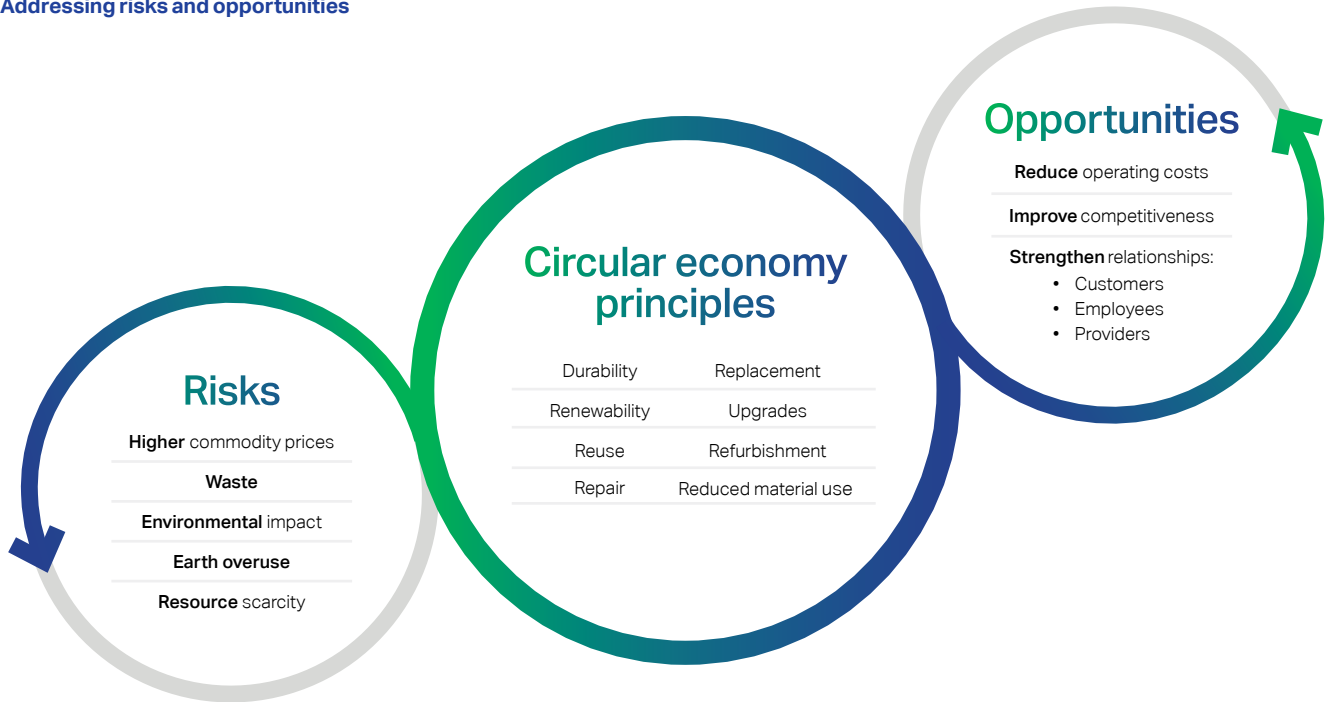 Addressing risks and opportunities
Risks
Higher commodity prices
Waste
Environmental impact
Earth overuse
Resource scarcity
Circular economy
principles
Durability
Renewability
Reuse
Repair
Replacement
Upgrades
Refurbishment
Reduced material use
Opportunities
Reduce operating costs
Improve competitiveness
Strengthen relationships:
• Customers
• Employees
• Providers